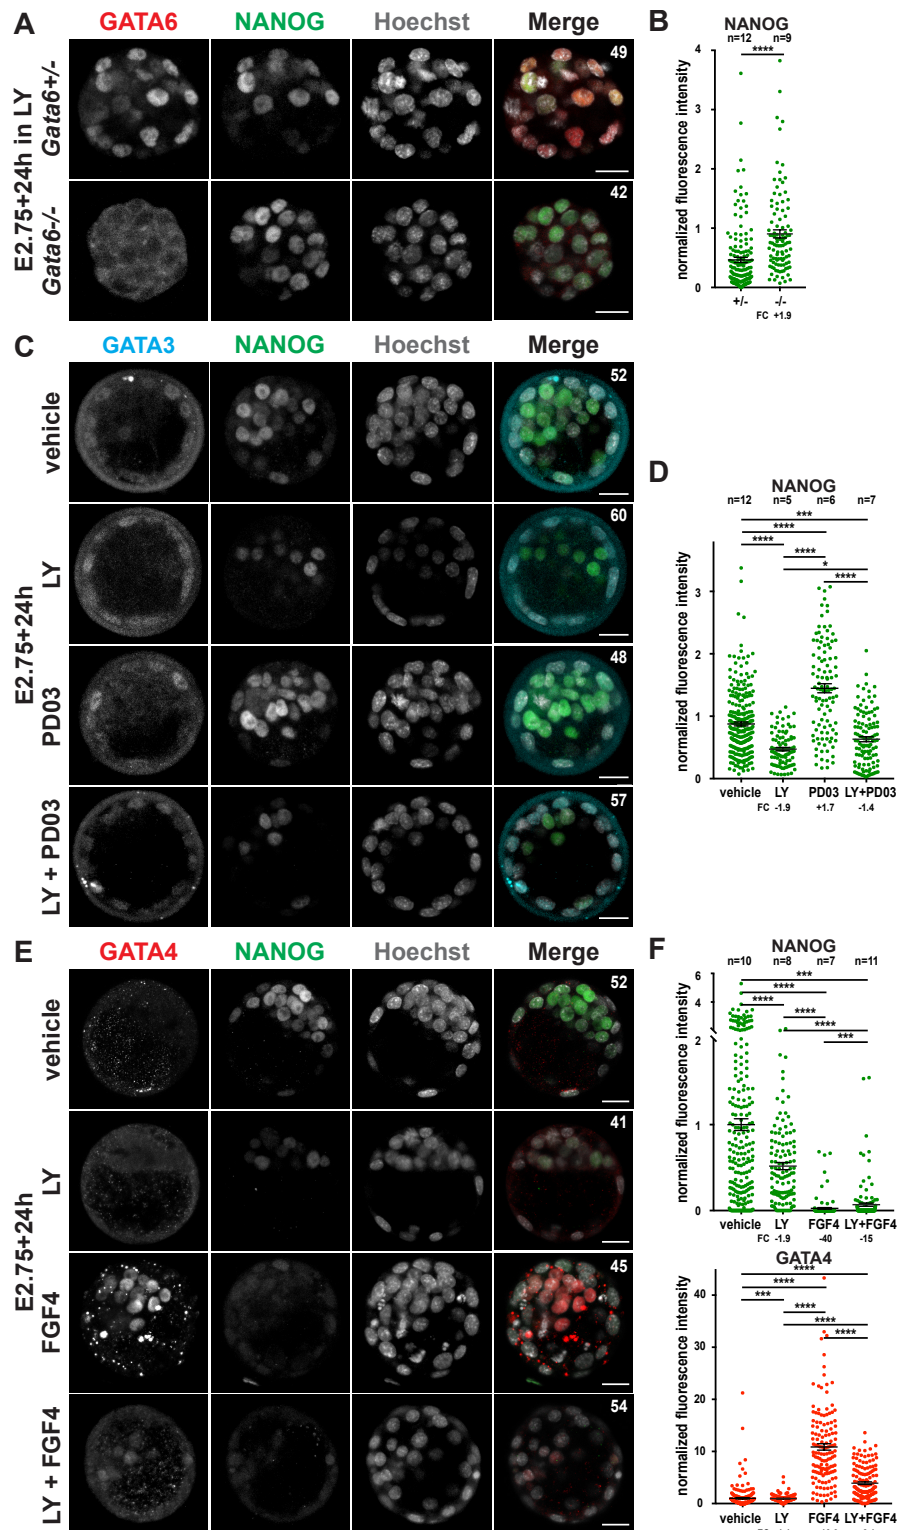 A
GATA6 NANOG Hoechst Merge
E2.75+24h in LY
Gata6+/-
49
Gata6-/-
42
B
NANOG
n=12 n=9
****
normalized fluorescence intensity
4
3
2
1
0
+/- -/-
FC +1.9
C
GATA3 NANOG Hoechst Merge
E2.75+24h
vehicle
52
LY
60
PD03
48
LY + PD03
57
D
NANOG
n=12 n=5 n=6 n=7
***
****
**** ****
*
****
normalized fluorescence intensity
3
2
1
0
vehicle LY PD03 LY+PD03
FC -1.9 +1.7 -1.4
E
GATA4 NANOG Hoechst Merge
E2.75+24h
vehicle
52
LY
41
FGF4
45
LY + FGF4
54
F
NANOG
n=10 n=8 n=7 n=11
***
****
**** ****
****
***
normalized fluorescence intensity
6
4
2
1
0
vehicle LY FGF4 LY+FGF4
FC -1.9 -40 -15
GATA4
****
****
*** ****
****
****
normalized fluorescence intensity
40
30
20
10
0
vehicle LY FGF4 LY+FGF4